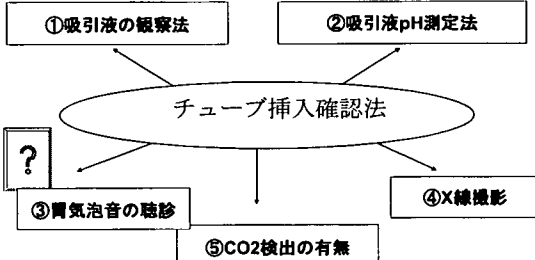 ①吸引液の観察法
②吸引液pH測定法
チューブ挿入確認法
?
③胃気泡音の聴診
④X線撮影
⑤CO2検出の有無